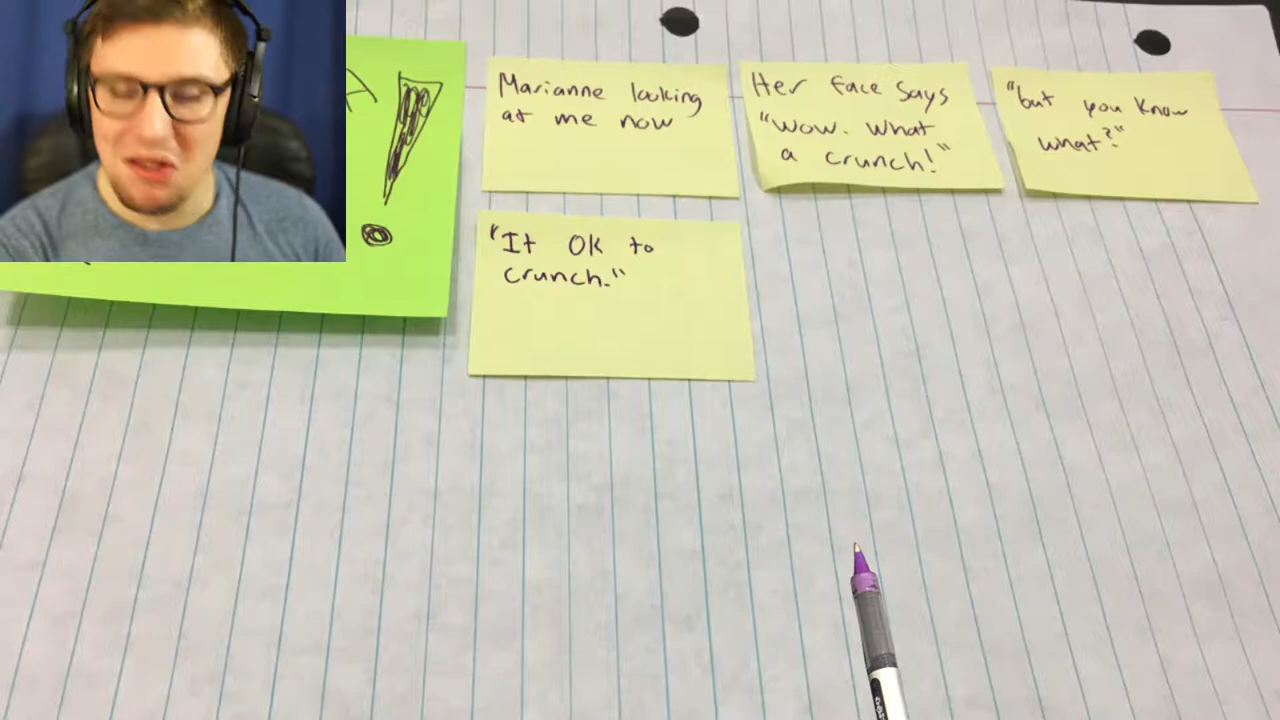 Marianne looking
at me now
Her face says
"Wow. What
a crunch!"
"but you know
what?"
"It OK to
crunch."